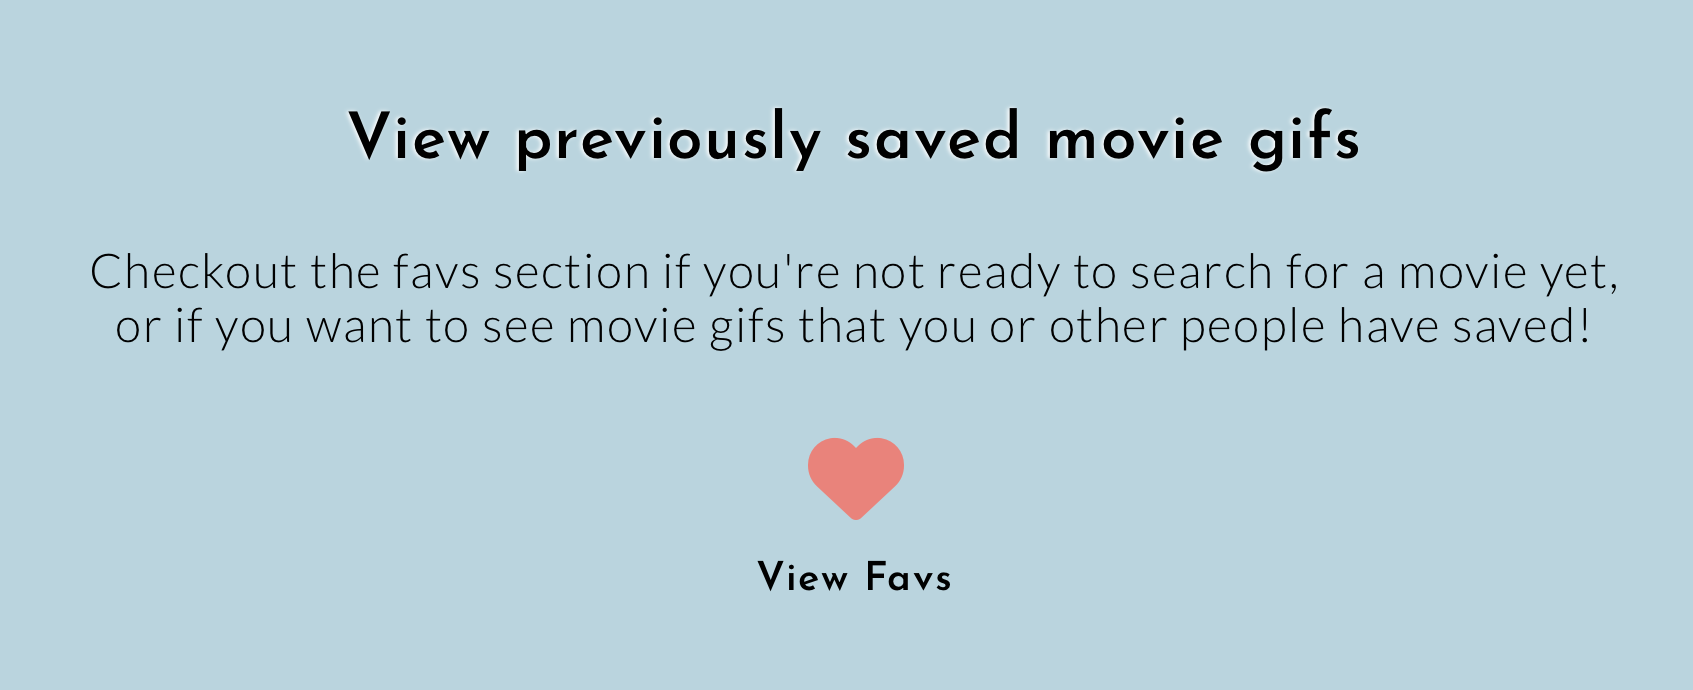 View previously saved movie gifs
Checkout the favs section if you're not ready to search for a movie yet,
or if you want to see movie gifs that you or other people have saved!
View Favs